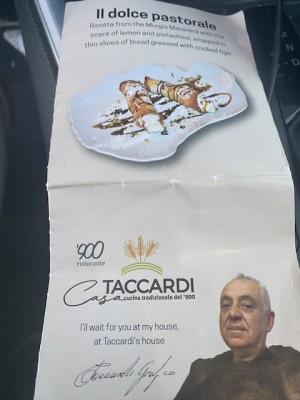 Il dolce pastorale
Ricotta from the Murgia Materana with the
scent of lemon and pistachios, wrapped in
thin slices of bread greased with cooked figs.
'900
ristorante
TACCARDI
Casa cucina tradizionale del '900
I'll wait for you at my house,
at Taccardi's house